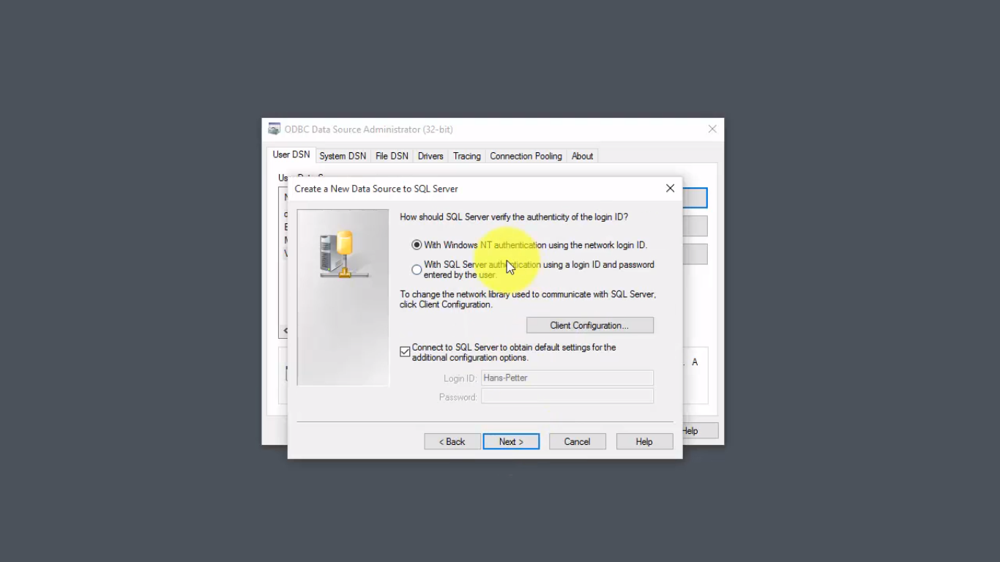 ODBC Data Source Administrator (32-bit)
User DSN System DSN File DSN Drivers Tracing Connection Pooling About
Create a New Data Source to SQL Server
How should SQL Server verify the authenticity of the login ID?
With Windows NT authentication using the network login ID.
With SQL Server authentication using a login ID and password
entered by the user.
To change the network library used to communicate with SQL Server,
click Client Configuration.
Client Configuration...
Connect to SQL Server to obtain default settings for the
additional configuration options.
Login ID: Hans-Petter
Password:
< Back Next > Cancel Help
Help